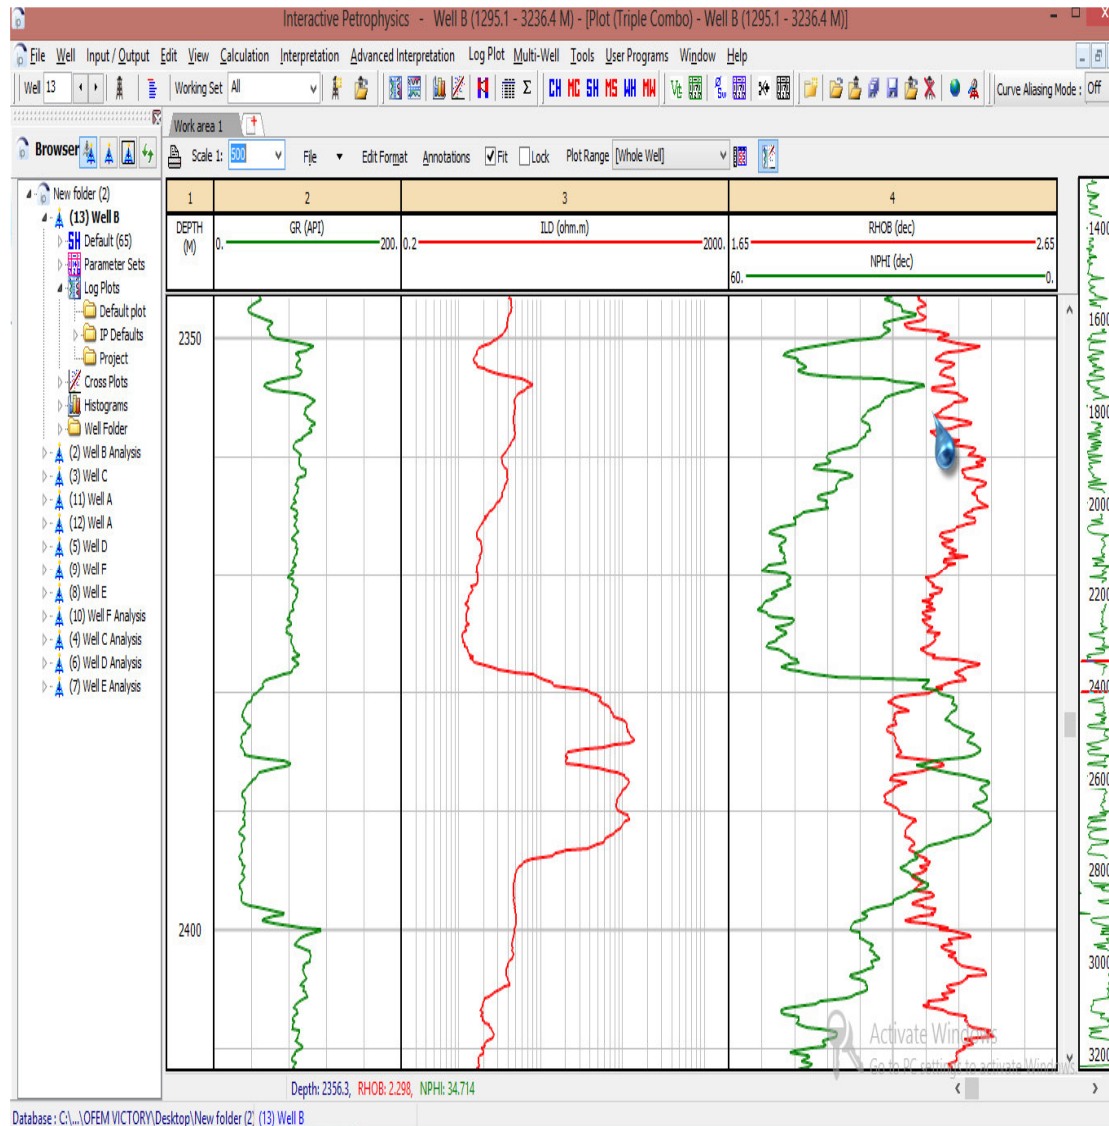 Interactive Petrophysics - Well B (1295.1 - 3236.4 M) - [Plot (Triple Combo) - Well B (1295.1 - 3236.4 M)]
File Well Input / Output Edit View Calculation Interpretation Advanced Interpretation Log Plot Multi-Well Tools User Programs Window Help
Well 13 Working Set All Σ CH MC SH MS WH MW Curve Aliasing Mode : Off
Work area 1
Browser Scale 1: 500 File Edit Format Annotations Fit Lock Plot Range [Whole Well]
New folder (2)
(13) Well B
SH Default (65)
Parameter Sets
Log Plots
Default plot
IP Defaults
Project
Cross Plots
Histograms
Well Folder
(2) Well B Analysis
(3) Well C
(11) Well A
(12) Well A
(5) Well D
(9) Well F
(8) Well E
(10) Well F Analysis
(4) Well C Analysis
(6) Well D Analysis
(7) Well E Analysis
1 2 3 4
DEPTH (M)
GR (API)
0. 200.
ILD (ohm.m)
0.2 2000.
RHOB (dec)
1.65 2.65
NPHI (dec)
60. 0.
2350
2400
1400
1600
1800
2000
2200
2400
2600
2800
3000
3200
Activate Windows
Go to PC settings to activate Windows.
Depth: 2356.3, RHOB: 2.298, NPHI: 34.714
Database : C:\...\OFEM VICTORY\Desktop\New folder (2) (13) Well B